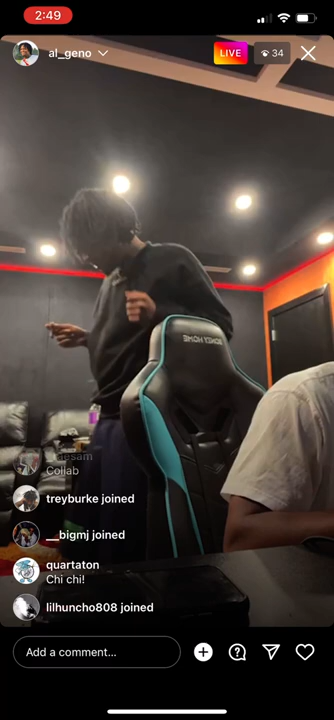 2:49
al_geno
LIVE
34
Collab
treyburke joined
__bigmj joined
quartaton
Chi chi!
lilhuncho808 joined
Add a comment...